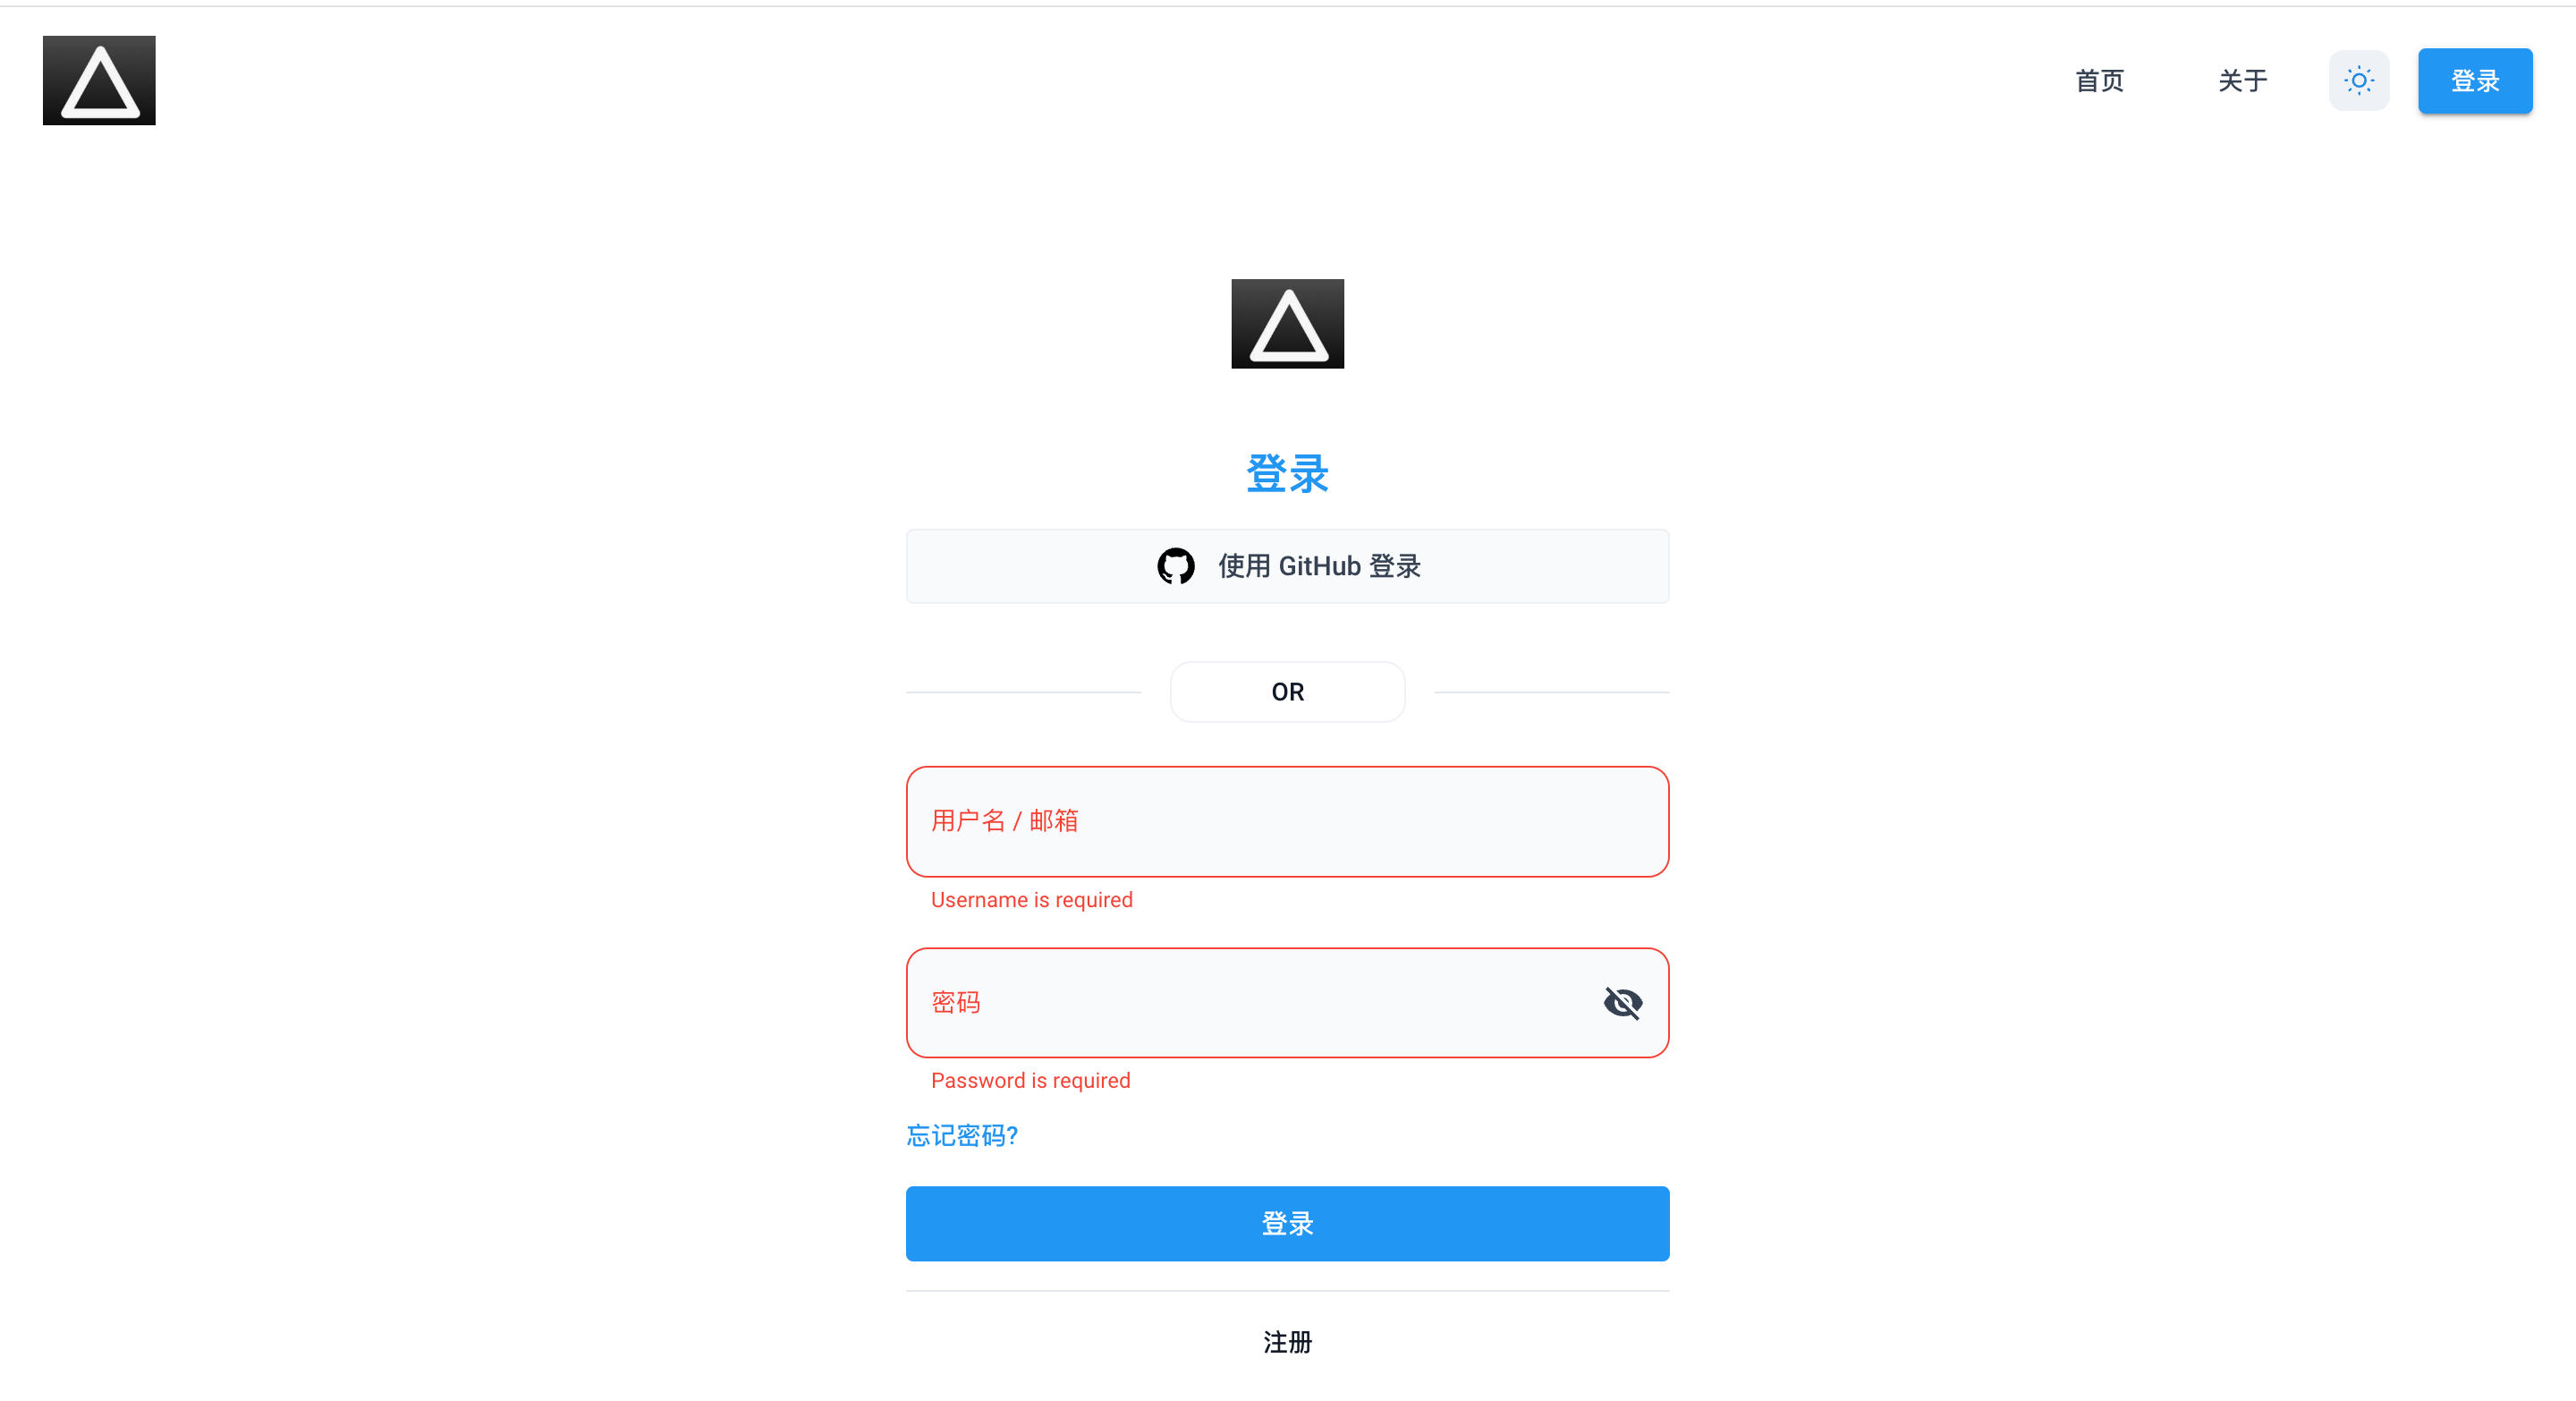 首页
关于
登录
登录
使用 GitHub 登录
OR
用户名 / 邮箱
Username is required
密码
Password is required
忘记密码?
登录
注册